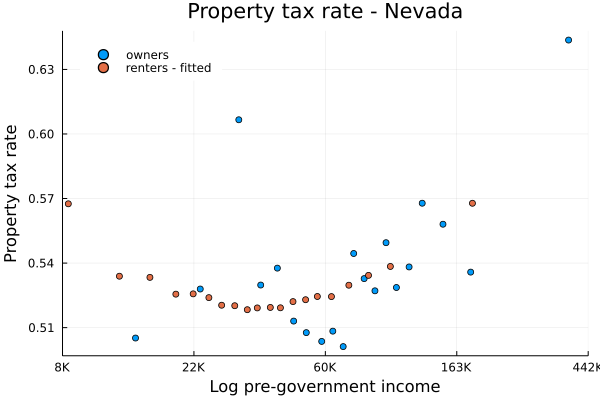 Property tax rate - Nevada
owners
renters - fitted
Property tax rate
0.63
0.60
0.57
0.54
0.51
8K 22K 60K 163K 442K
Log pre-government income